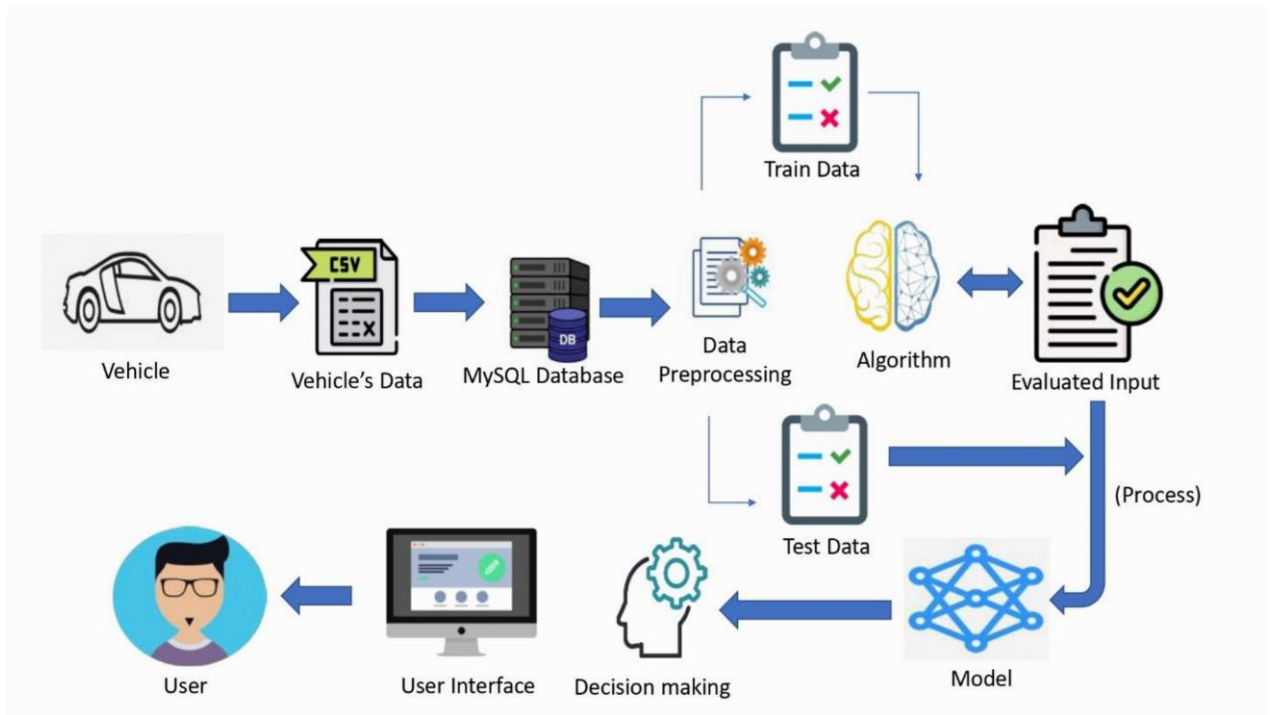 Train Data
Vehicle
CSV
x
Vehicle's Data
DB
MySQL Database
Data
Preprocessing
Algorithm
Evaluated Input
Test Data
(Process)
User
User Interface
Decision making
Model